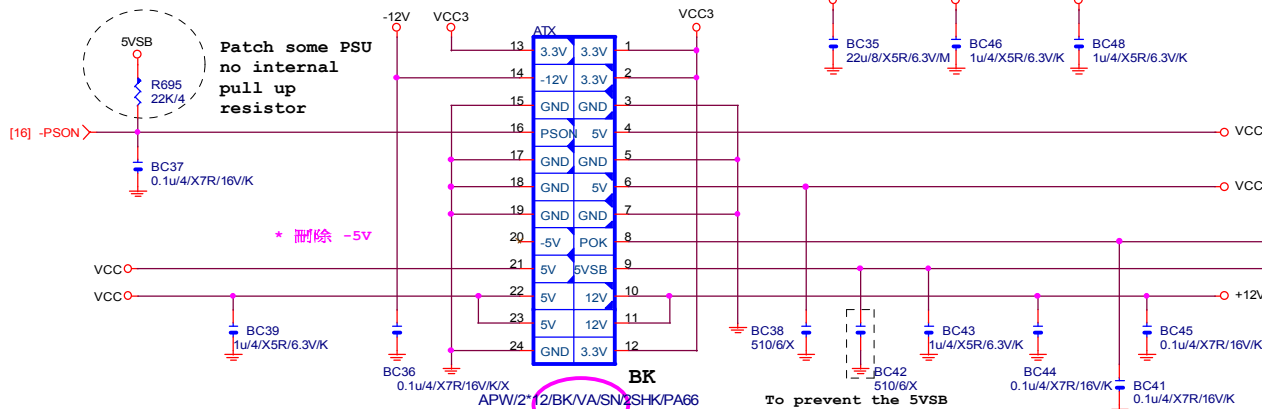 5VSB
R695
22K/4
Patch some PSU
no internal
pull up
resistor
[16] -PSON
BC37
0.1u/4/X7R/16V/K
* 刪除 -5V
VCC
VCC
BC39
1u/4/X5R/6.3V/K
-12V
VCC3
VCC3
BC36
0.1u/4/X7R/16V/K/X
ATX
13 3.3V 3.3V 1
14 -12V 3.3V 2
15 GND GND 3
16 PSON 5V 4
17 GND GND 5
18 GND 5V 6
19 GND GND 7
20 -5V POK 8
21 5V 5VSB 9
22 5V 12V 10
23 5V 12V 11
24 GND 3.3V 12
BK
APW/2*12/BK/VA/SN/2SHK/PA66
BC35
22u/8/X5R/6.3V/M
BC46
1u/4/X5R/6.3V/K
BC48
1u/4/X5R/6.3V/K
VCC
VCC
+12V
BC38
510/6/X
BC42
510/6/X
BC43
1u/4/X5R/6.3V/K
BC44
0.1u/4/X7R/16V/K
BC45
0.1u/4/X7R/16V/K
BC41
0.1u/4/X7R/16V/K
To prevent the 5VSB